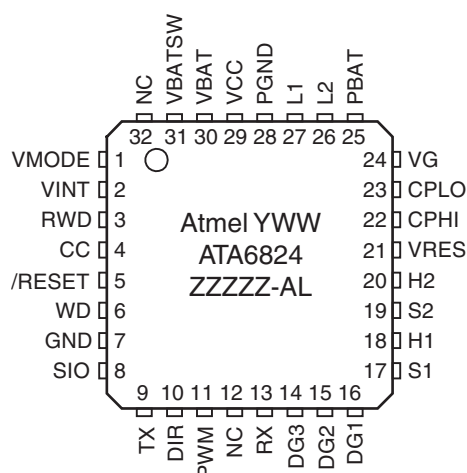 NC
VBATSW
VBAT
VCC
PGND
L1
L2
PBAT
32 31 30 29 28 27 26 25
VMODE 1
VINT 2
RWD 3
CC 4
/RESET 5
WD 6
GND 7
SIO 8
Atmel YWW
ATA6824
ZZZZZ-AL
24 VG
23 CPLO
22 CPHI
21 VRES
20 H2
19 S2
18 H1
17 S1
9 10 11 12 13 14 15 16
TX
DIR
PWM
NC
RX
DG3
DG2
DG1